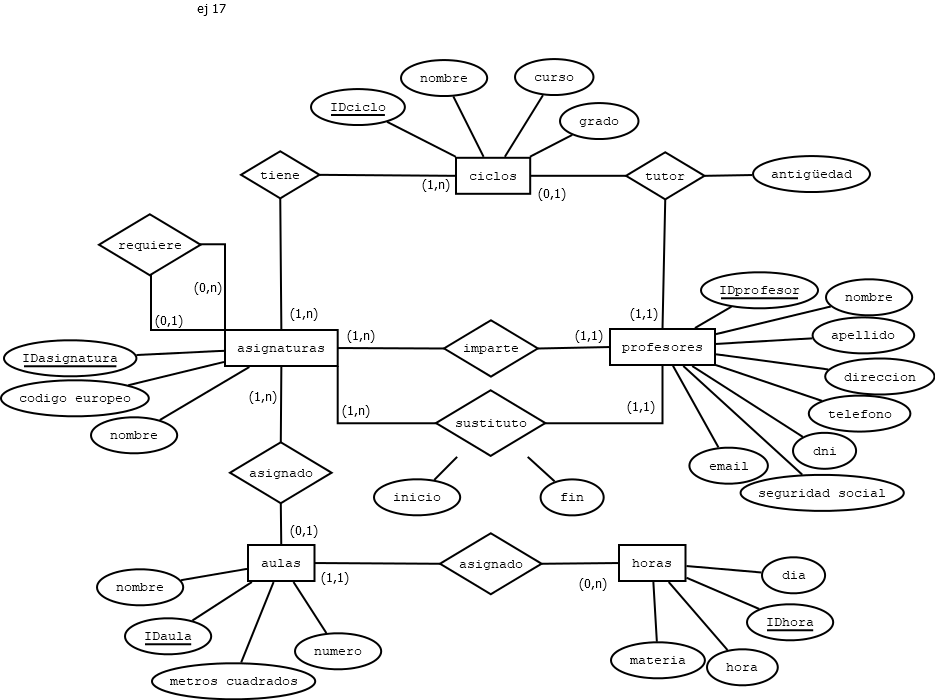 ej 17
nombre
curso
IDciclo
grado
tiene
ciclos
tutor
antigüedad
(1,n)
(0,1)
requiere
(0,n)
(0,1)
(1,n)
(1,1)
IDprofesor
nombre
apellido
direccion
telefono
dni
seguridad social
email
asignaturas
(1,n)
imparte
(1,1)
profesores
IDasignatura
codigo europeo
nombre
(1,n)
(1,n)
sustituto
(1,1)
inicio
fin
asignado
(0,1)
aulas
(1,1)
asignado
(0,n)
horas
nombre
IDaula
metros cuadrados
numero
dia
IDhora
hora
materia